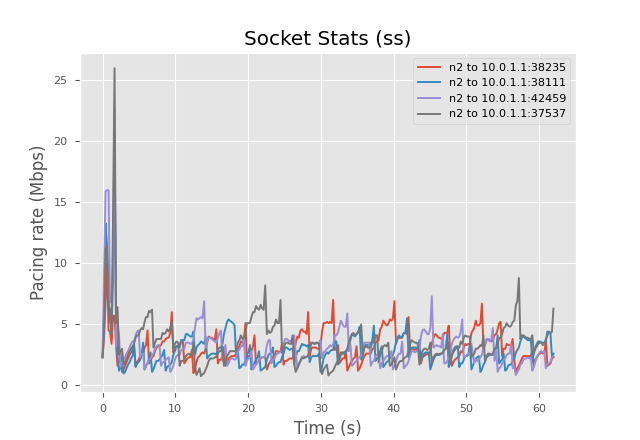 Socket Stats (ss)
n2 to 10.0.1.1:38235
n2 to 10.0.1.1:38111
n2 to 10.0.1.1:42459
n2 to 10.0.1.1:37537
Pacing rate (Mbps)
25
20
15
10
5
0
0 10 20 30 40 50 60
Time (s)